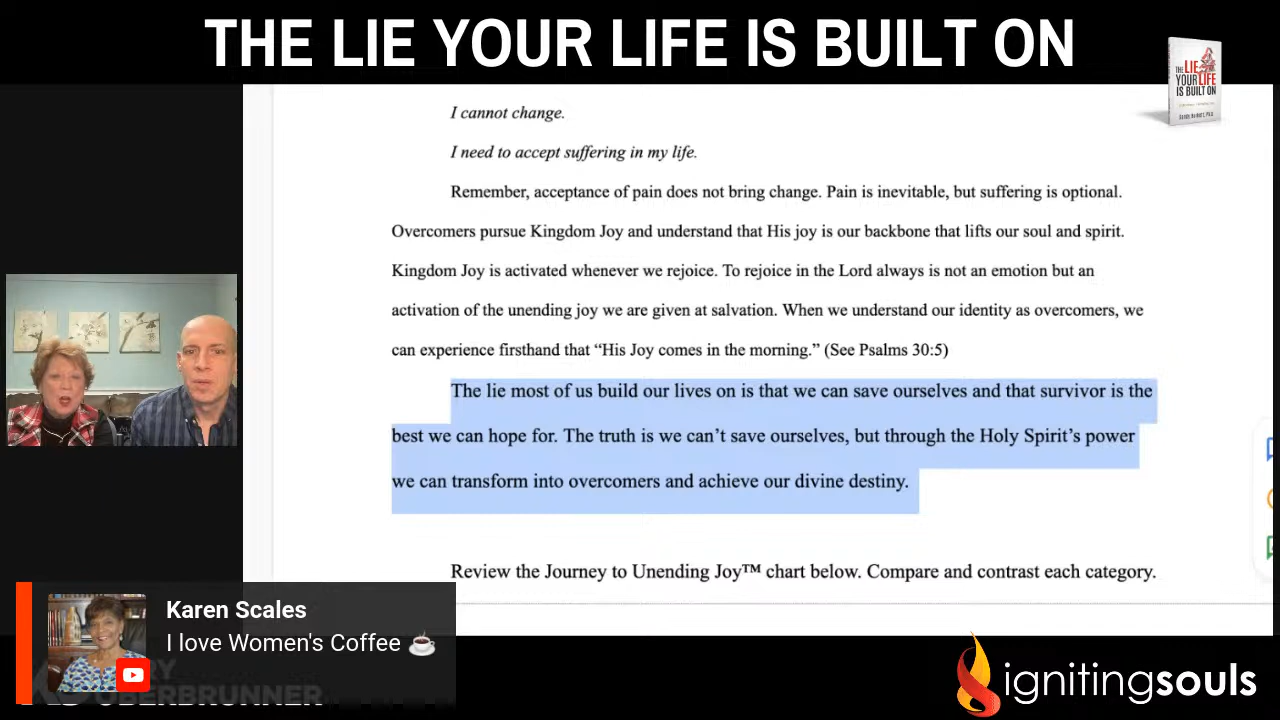 THE LIE YOUR LIFE IS BUILT ON
THE LIE
YOUR LIFE
IS BUILT ON
I cannot change.
I need to accept suffering in my life.
Remember, acceptance of pain does not bring change. Pain is inevitable, but suffering is optional.
Overcomers pursue Kingdom Joy and understand that His joy is our backbone that lifts our soul and spirit.
Kingdom Joy is activated whenever we rejoice. To rejoice in the Lord always is not an emotion but an
activation of the unending joy we are given at salvation. When we understand our identity as overcomers, we
can experience firsthand that “His Joy comes in the morning.” (See Psalms 30:5)
The lie most of us build our lives on is that we can save ourselves and that survivor is the
best we can hope for. The truth is we can’t save ourselves, but through the Holy Spirit’s power
we can transform into overcomers and achieve our divine destiny.
Review the Journey to Unending Joy™ chart below. Compare and contrast each category.
Karen Scales
I love Women's Coffee ☕
ignitingsouls